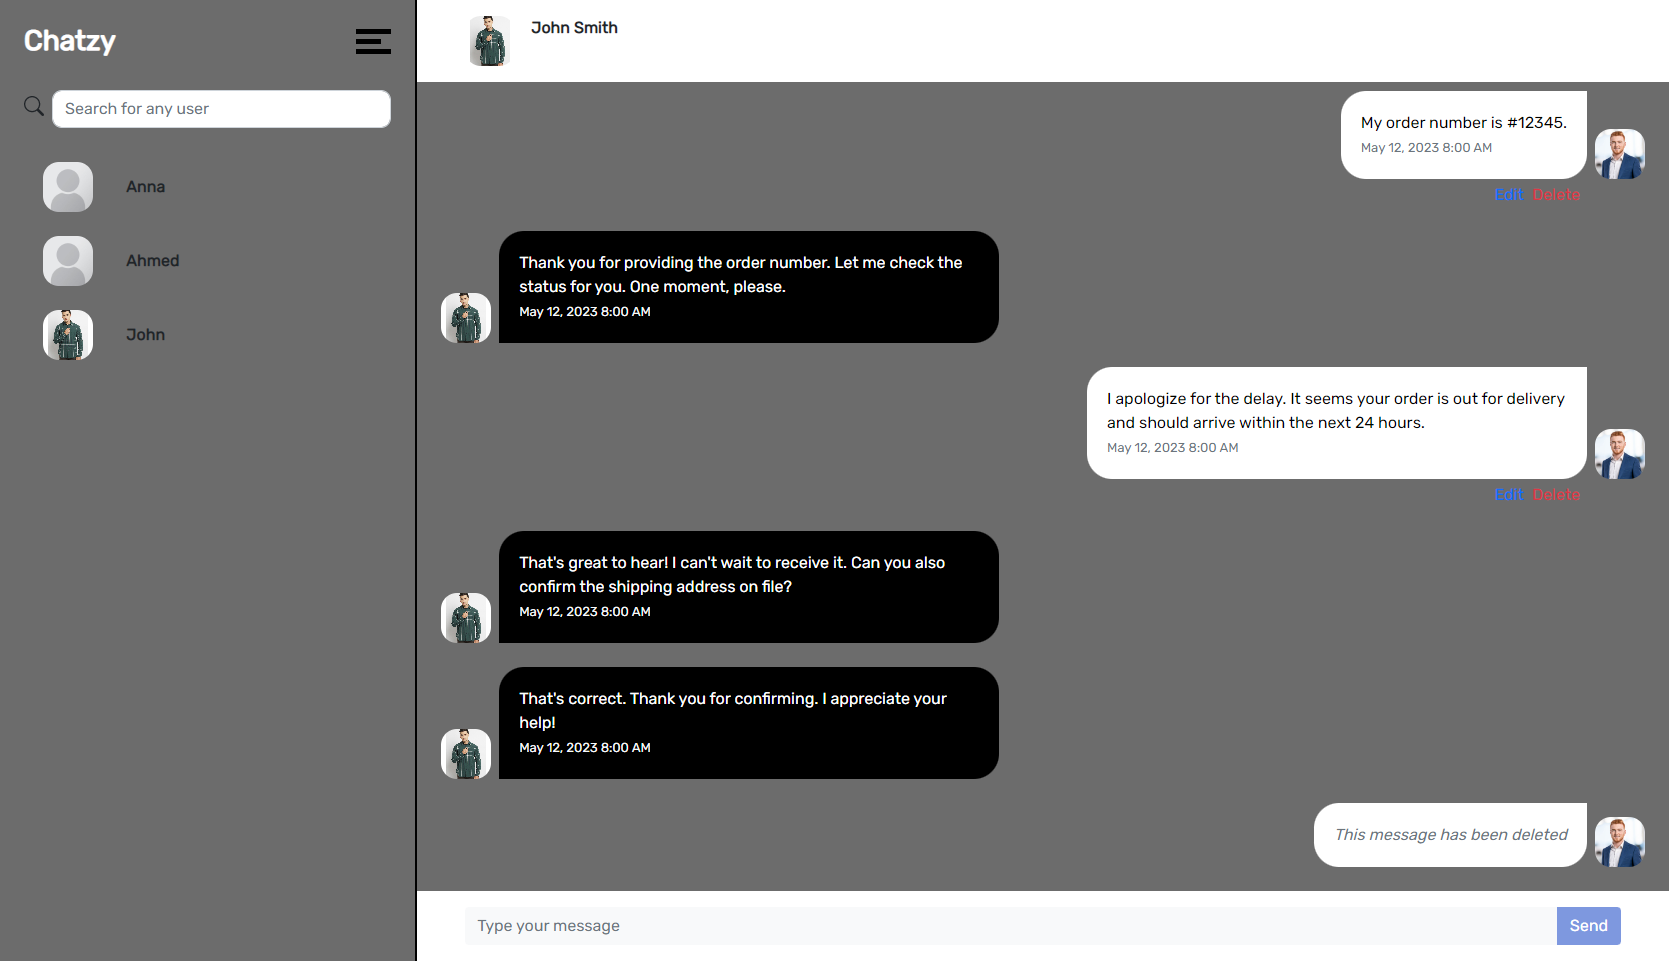 Chatzy
Search for any user
Anna
Ahmed
John
John Smith
My order number is #12345.
May 12, 2023 8:00 AM
Edit Delete
Thank you for providing the order number. Let me check the
status for you. One moment, please.
May 12, 2023 8:00 AM
I apologize for the delay. It seems your order is out for delivery
and should arrive within the next 24 hours.
May 12, 2023 8:00 AM
Edit Delete
That's great to hear! I can't wait to receive it. Can you also
confirm the shipping address on file?
May 12, 2023 8:00 AM
That's correct. Thank you for confirming. I appreciate your
help!
May 12, 2023 8:00 AM
This message has been deleted
Type your message
Send